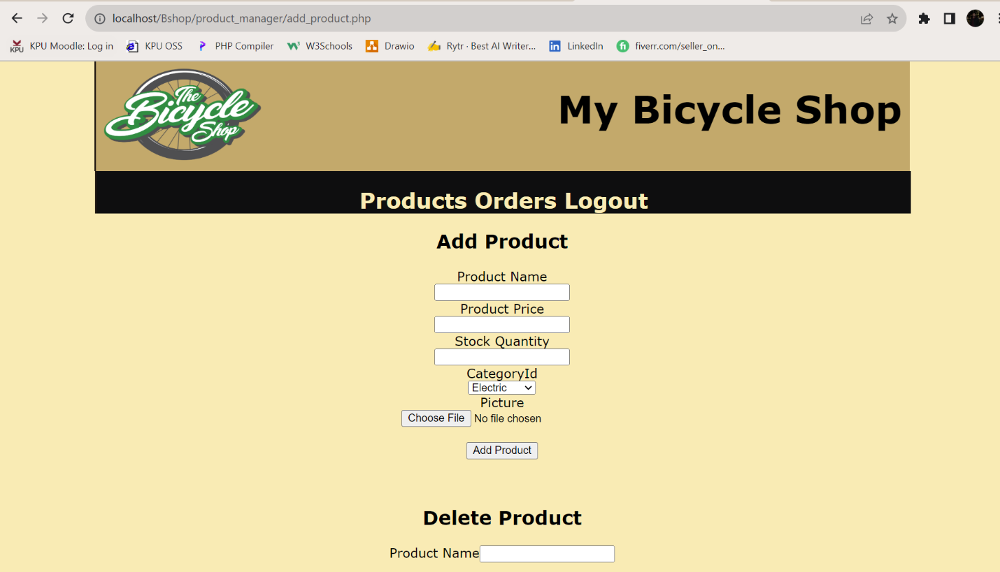 localhost/Bshop/product_manager/add_product.php
KPU KPU Moodle: Log in KPU OSS PHP Compiler W3Schools Drawio Rytr · Best AI Writer... LinkedIn fiverr.com/seller_on...
The
Bicycle
Shop
My Bicycle Shop
Products Orders Logout
Add Product
Product Name
Product Price
Stock Quantity
CategoryId
Electric
Picture
Choose File No file chosen
Add Product
Delete Product
Product Name